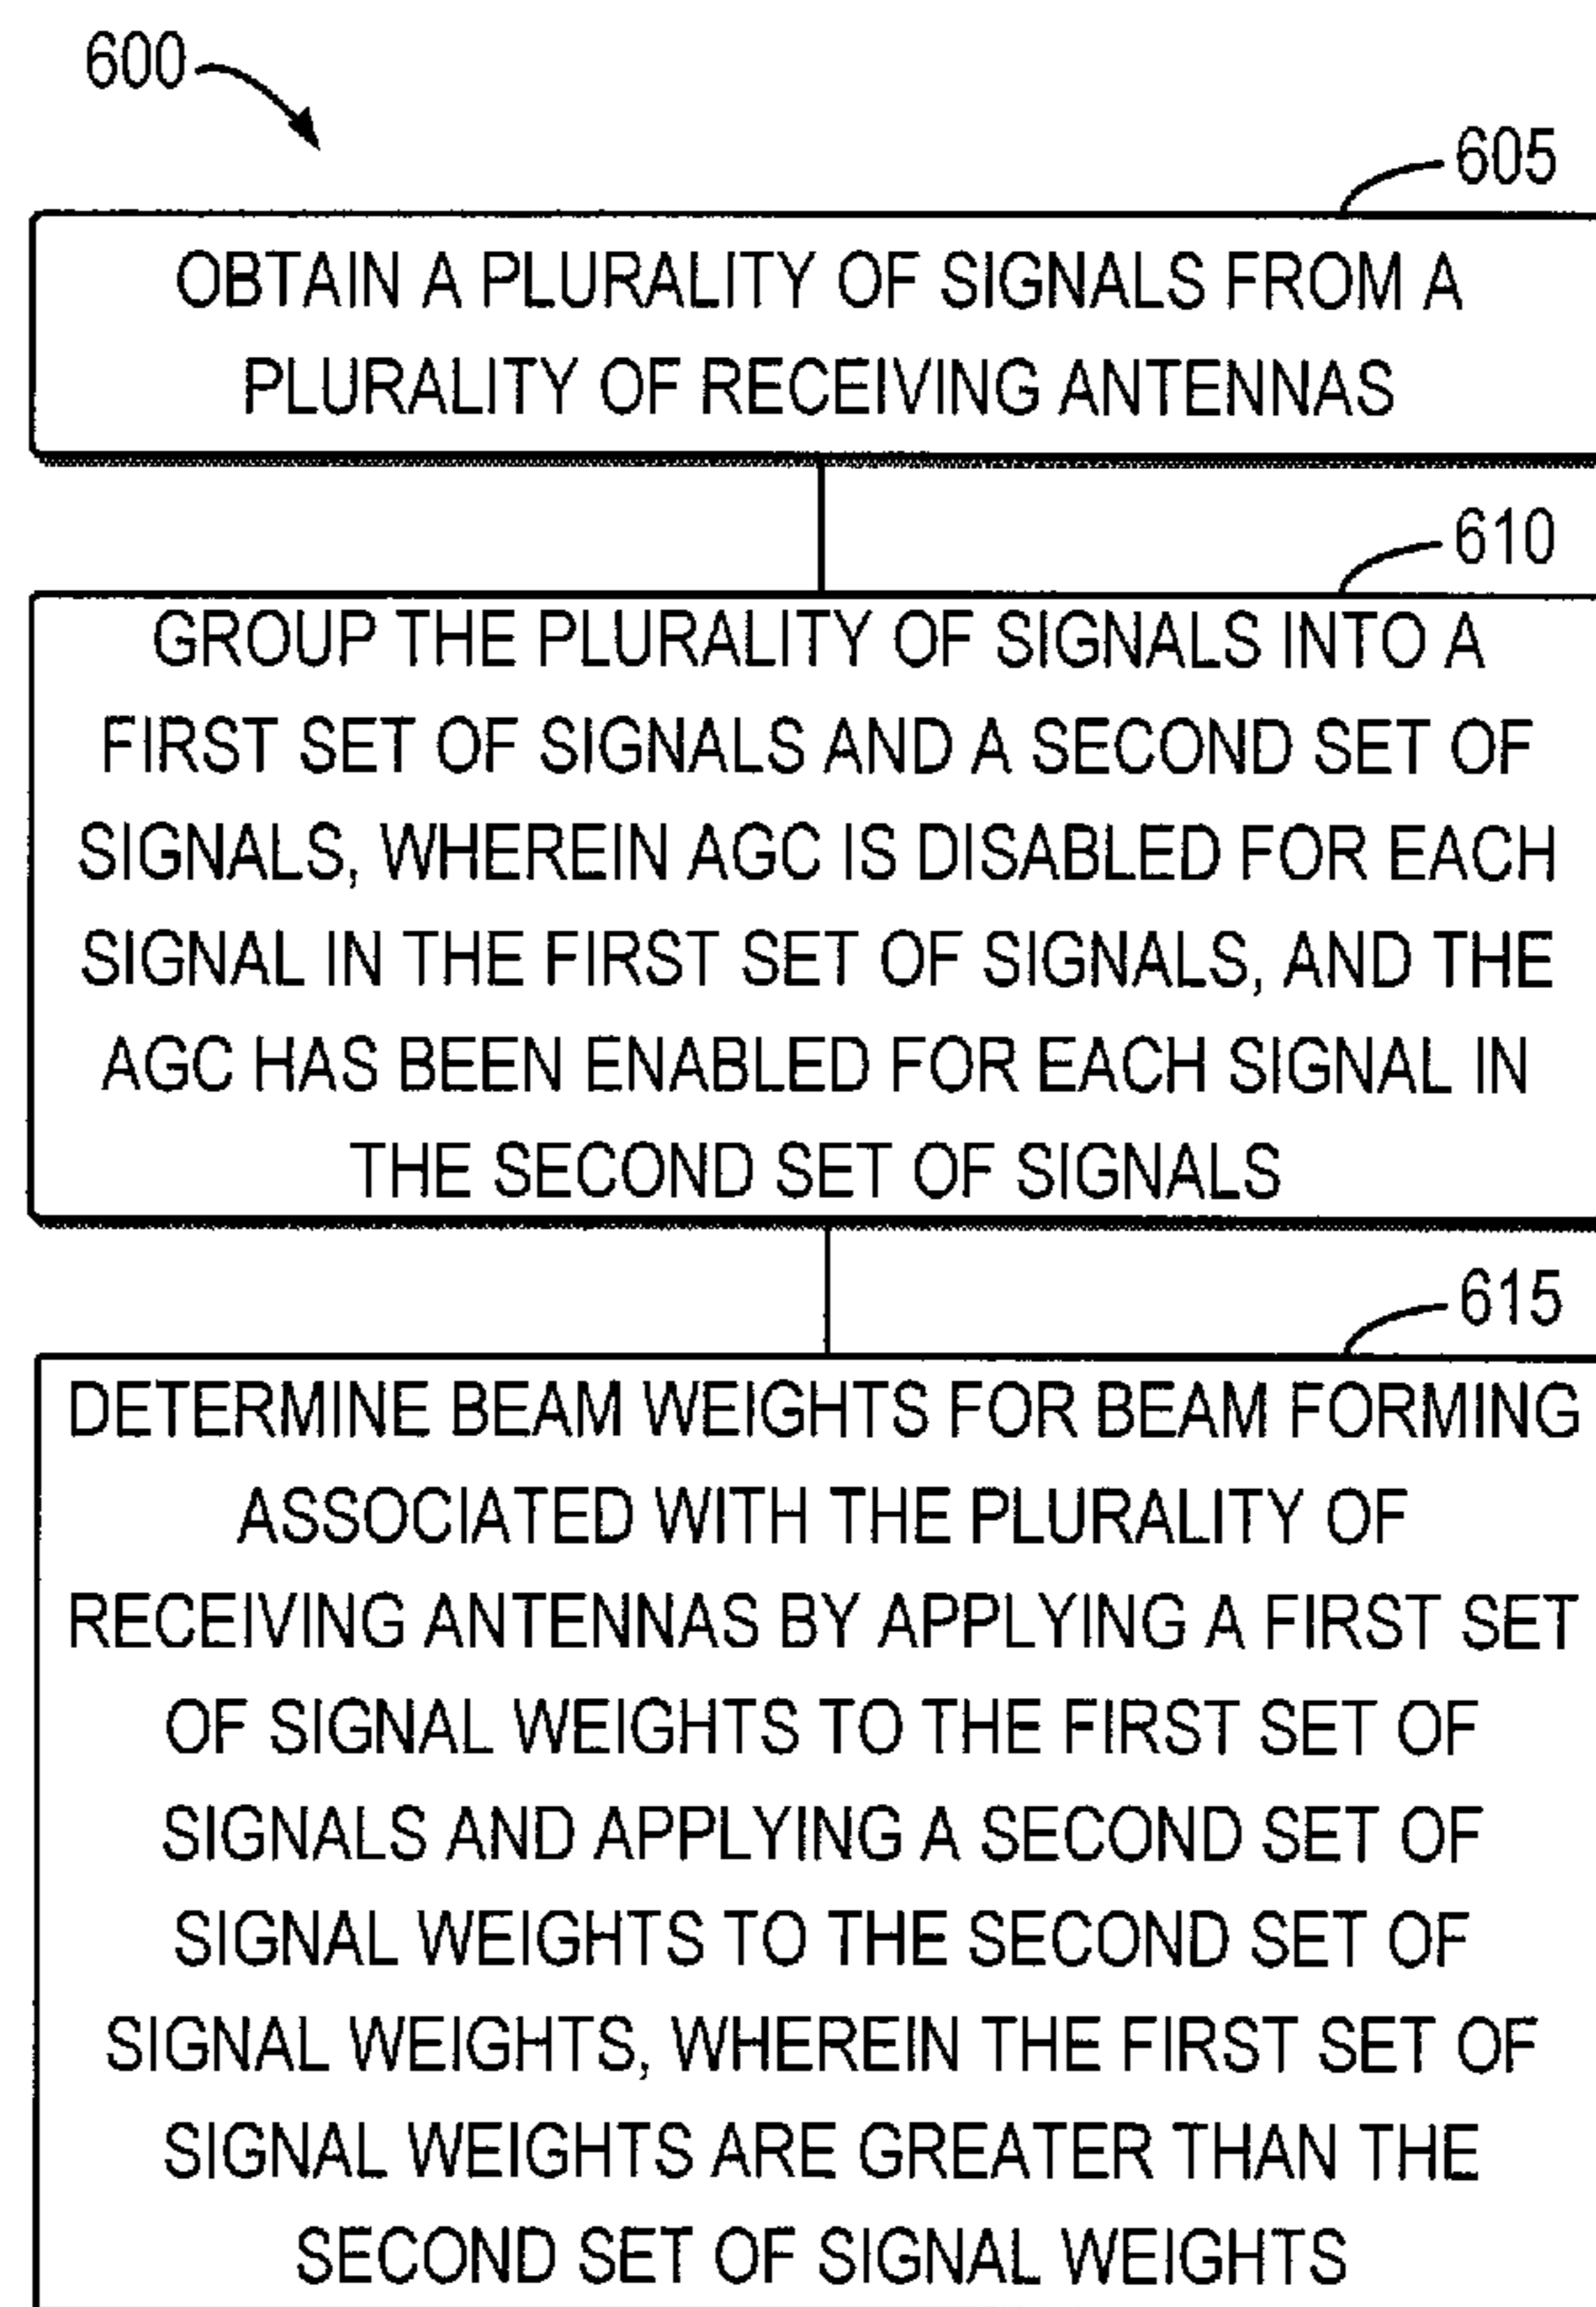 600
605
OBTAIN A PLURALITY OF SIGNALS FROM A
PLURALITY OF RECEIVING ANTENNAS
610
GROUP THE PLURALITY OF SIGNALS INTO A
FIRST SET OF SIGNALS AND A SECOND SET OF
SIGNALS, WHEREIN AGC IS DISABLED FOR EACH
SIGNAL IN THE FIRST SET OF SIGNALS, AND THE
AGC HAS BEEN ENABLED FOR EACH SIGNAL IN
THE SECOND SET OF SIGNALS
615
DETERMINE BEAM WEIGHTS FOR BEAM FORMING
ASSOCIATED WITH THE PLURALITY OF
RECEIVING ANTENNAS BY APPLYING A FIRST SET
OF SIGNAL WEIGHTS TO THE FIRST SET OF
SIGNALS AND APPLYING A SECOND SET OF
SIGNAL WEIGHTS TO THE SECOND SET OF
SIGNAL WEIGHTS, WHEREIN THE FIRST SET OF
SIGNAL WEIGHTS ARE GREATER THAN THE
SECOND SET OF SIGNAL WEIGHTS